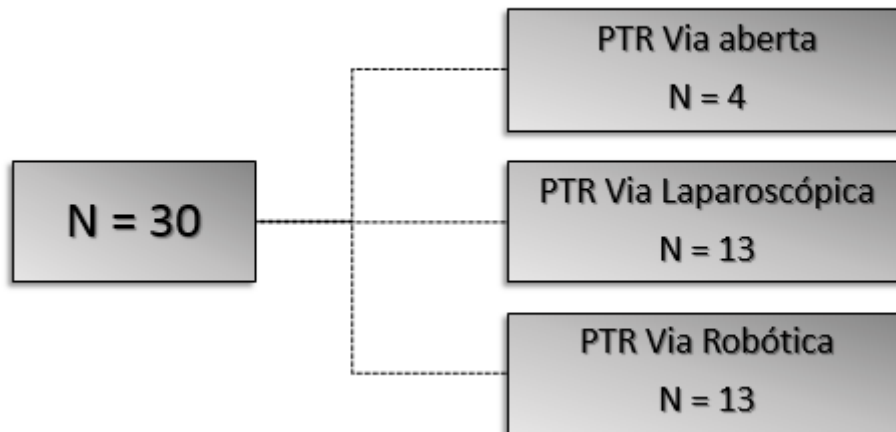 N = 30
PTR Via aberta
N = 4
PTR Via Laparoscópica
N = 13
PTR Via Robótica
N = 13